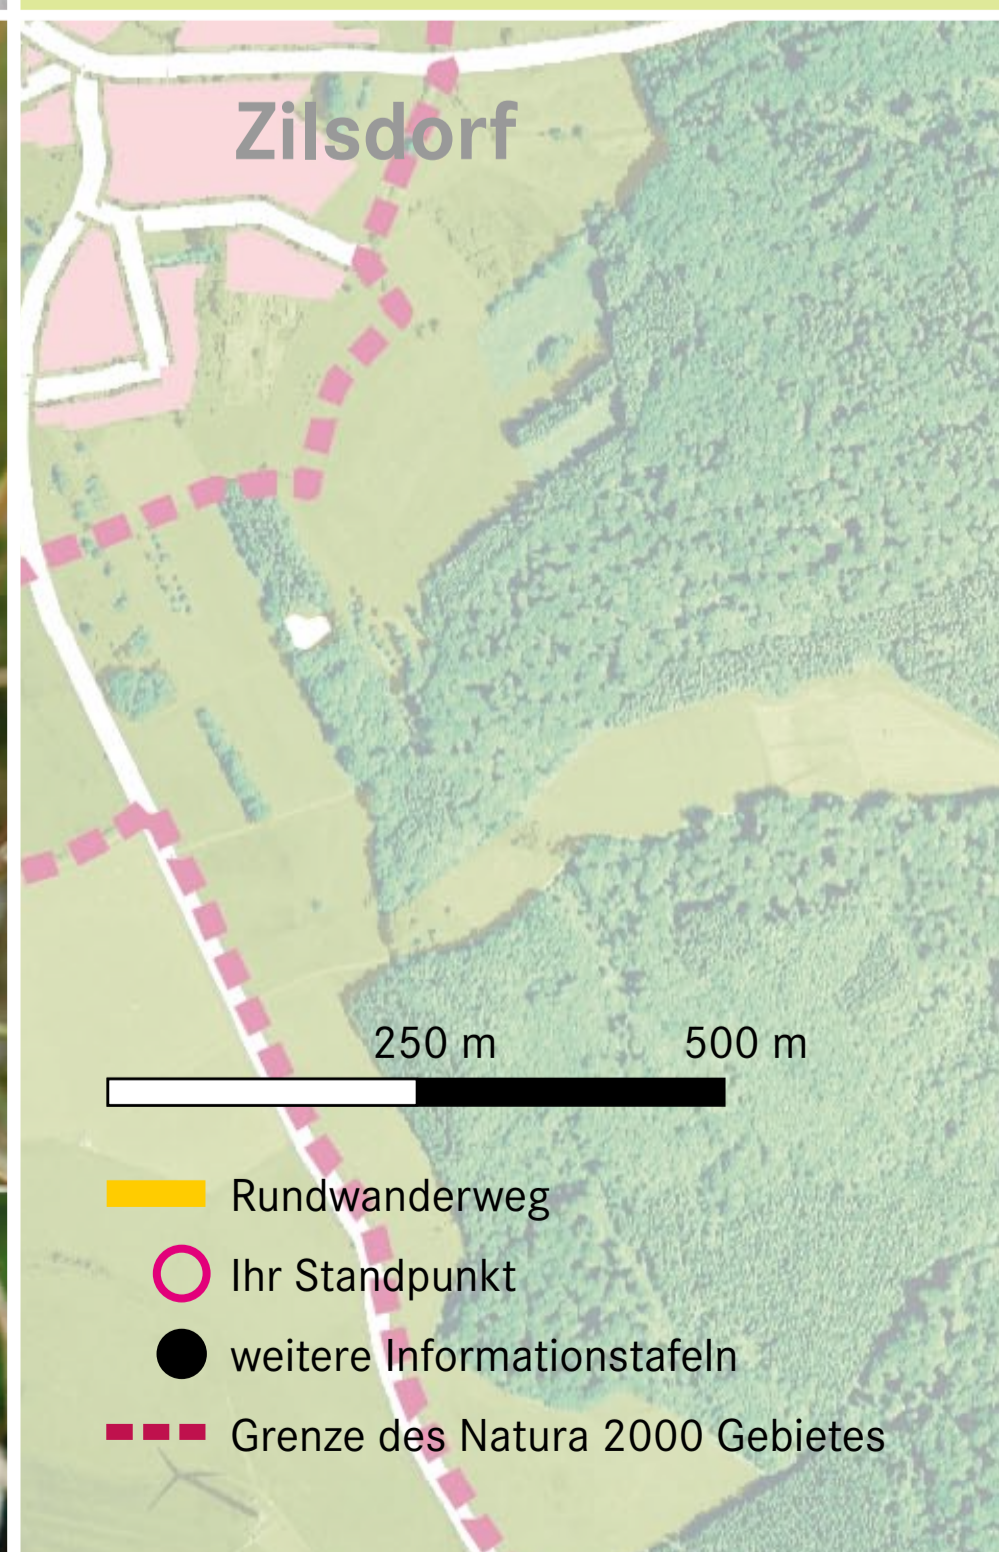 Zilsdorf
250 m 500 m
Rundwanderweg
Ihr Standpunkt
weitere Informationstafeln
Grenze des Natura 2000 Gebietes